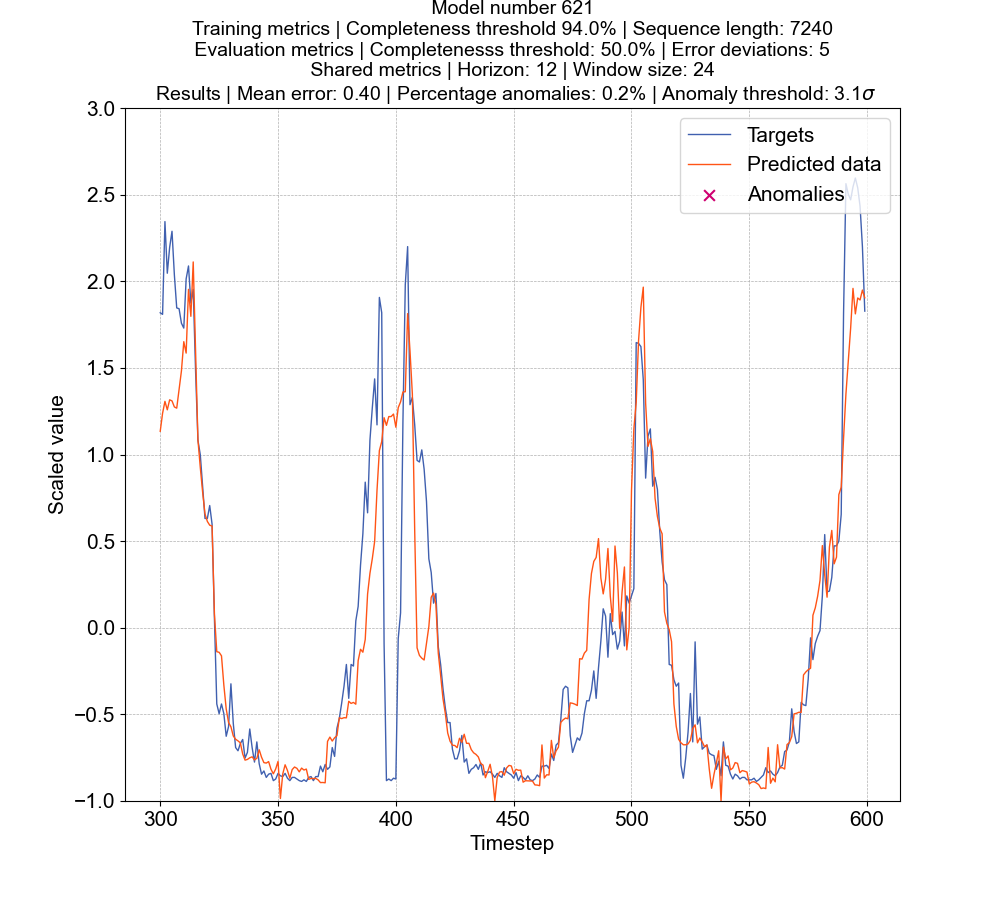 Model number 621
Training metrics | Completeness threshold 94.0% | Sequence length: 7240
Evaluation metrics | Completenesss threshold: 50.0% | Error deviations: 5
Shared metrics | Horizon: 12 | Window size: 24
Results | Mean error: 0.40 | Percentage anomalies: 0.2% | Anomaly threshold: 3.1σ
3.0
2.5
2.0
1.5
1.0
0.5
0.0
−0.5
−1.0
Scaled value
Targets
Predicted data
Anomalies
300
350
400
450
500
550
600
Timestep